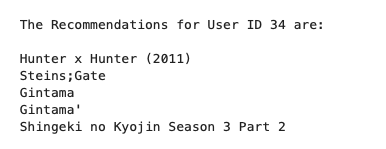 The Recommendations for User ID 34 are:
Hunter x Hunter (2011)
Steins;Gate
Gintama
Gintama'
Shingeki no Kyojin Season 3 Part 2